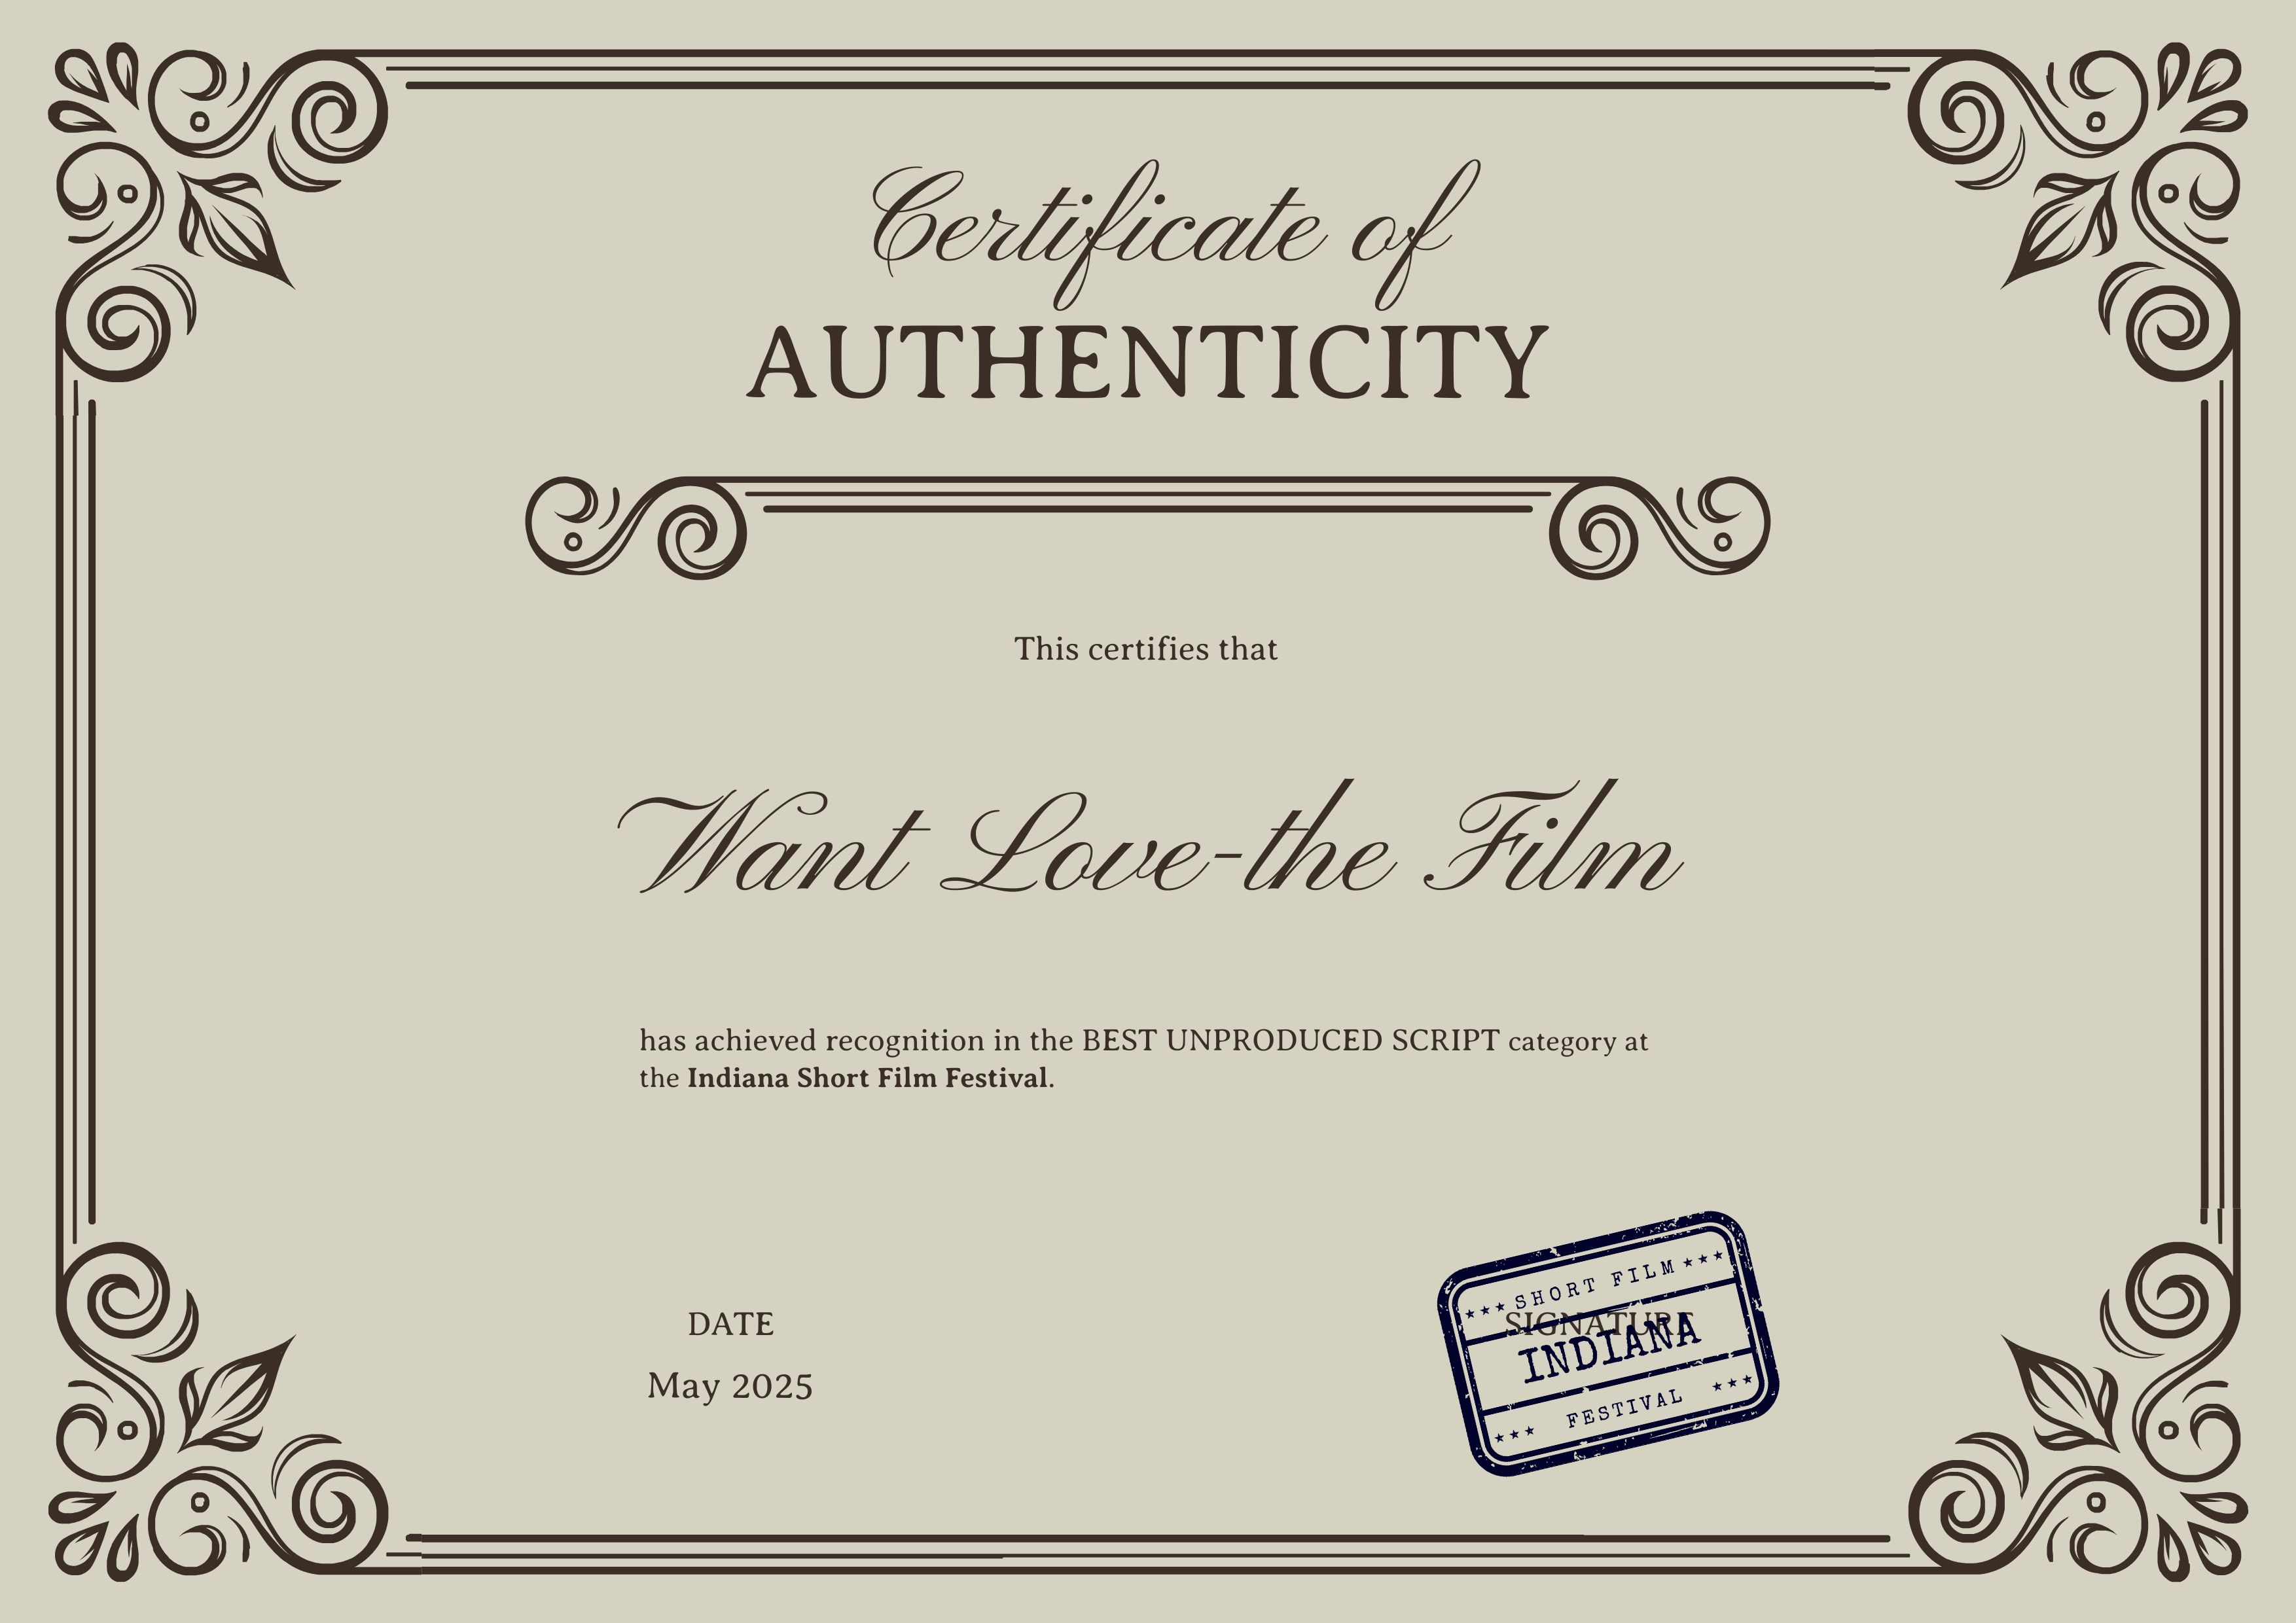 Certificate of
AUTHENTICITY
This certifies that
Want Love-the Film
has achieved recognition in the BEST UNPRODUCED SCRIPT category at
the Indiana Short Film Festival.
DATE
May 2025
SIGNATURE
★★★ SHORT FILM ★★★
INDIANA
★★★ FESTIVAL ★★★